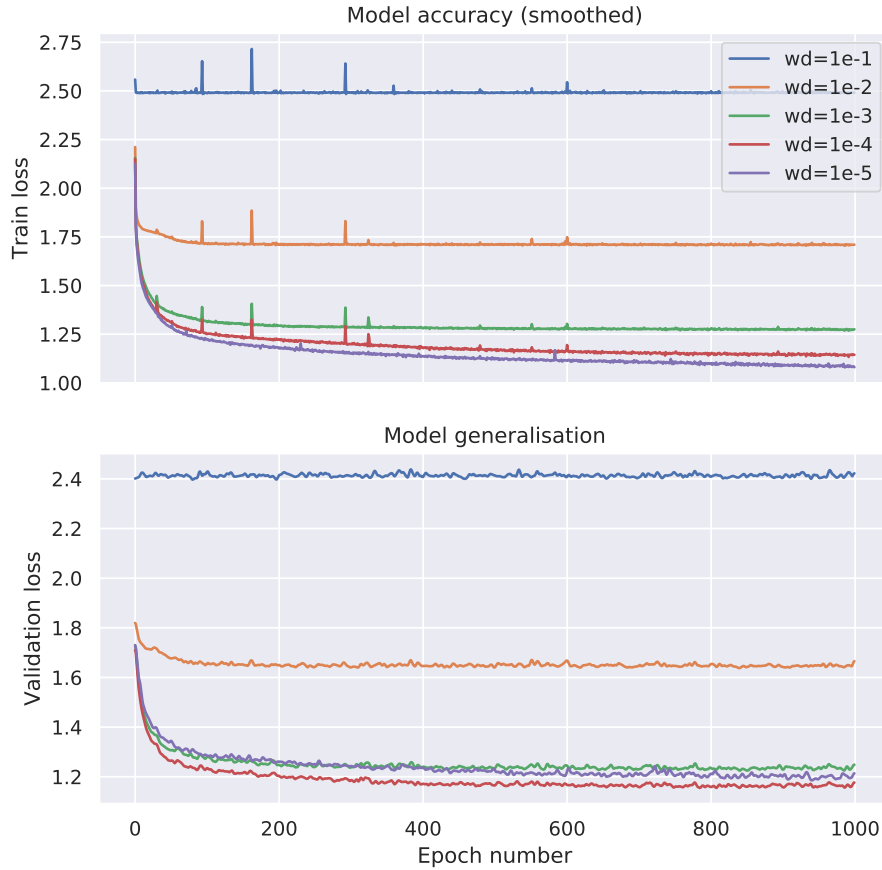 Model accuracy (smoothed)
2.75
2.50
2.25
2.00
1.75
1.50
1.25
1.00
Train loss
wd=1e-1
wd=1e-2
wd=1e-3
wd=1e-4
wd=1e-5
Model generalisation
2.4
2.2
2.0
1.8
1.6
1.4
1.2
Validation loss
0 200 400 600 800 1000
Epoch number